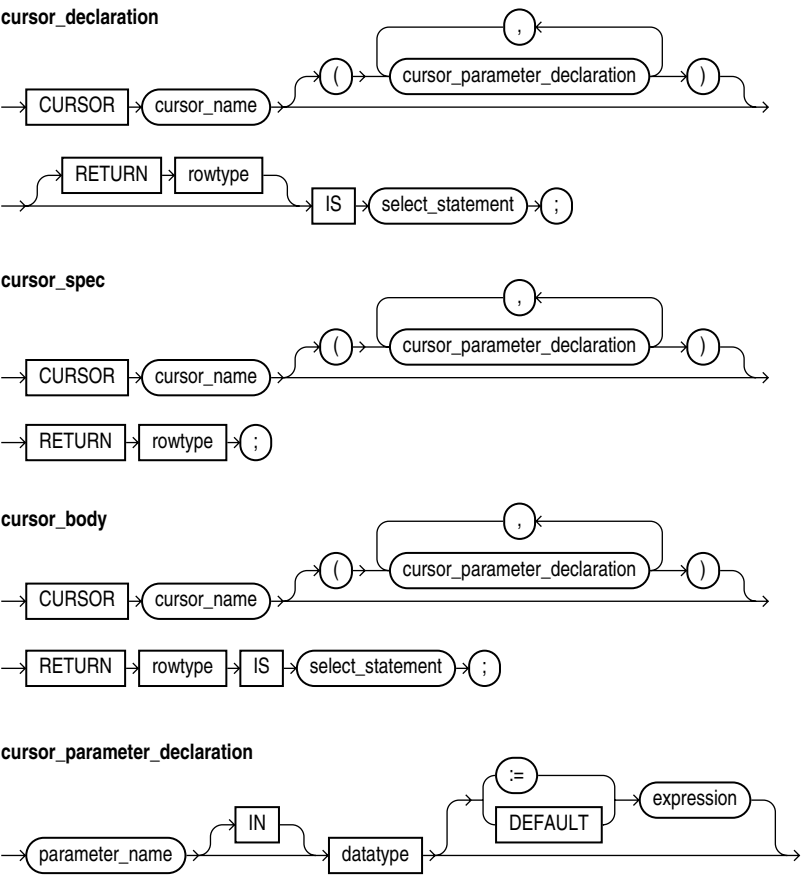 cursor_declaration
,
( cursor_parameter_declaration )
CURSOR cursor_name
RETURN rowtype
IS select_statement ;
cursor_spec
,
( cursor_parameter_declaration )
CURSOR cursor_name
RETURN rowtype ;
cursor_body
,
( cursor_parameter_declaration )
CURSOR cursor_name
RETURN rowtype IS select_statement ;
cursor_parameter_declaration
:=
IN DEFAULT expression
parameter_name datatype